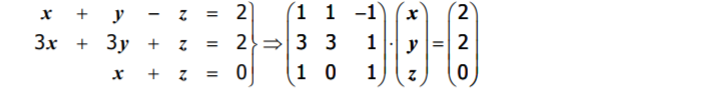 x + y − z = 2 ⎫ ⎛1 1 −1⎞ ⎛x⎞ ⎛2⎞
3x + 3y + z = 2 ⎬ ⇒ ⎜3 3 1⎟ · ⎜y⎟ = ⎜2⎟
x + z = 0 ⎭ ⎝1 0 1⎠ ⎝z⎠ ⎝0⎠